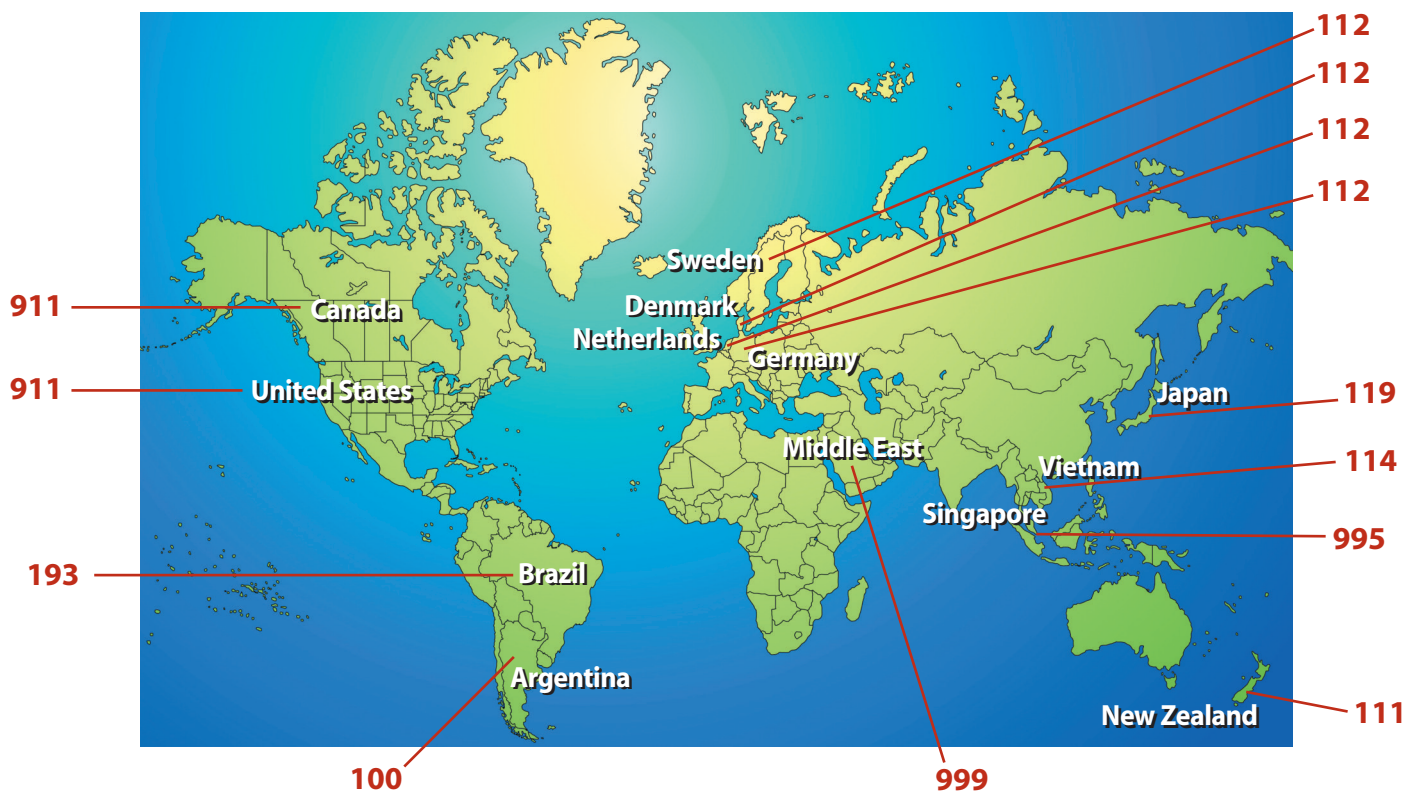 112
112
112
112
Sweden
Denmark
911
Canada
Netherlands
Germany
911
United States
Japan
119
Middle East
Vietnam
114
Singapore
995
193
Brazil
Argentina
New Zealand
111
100
999